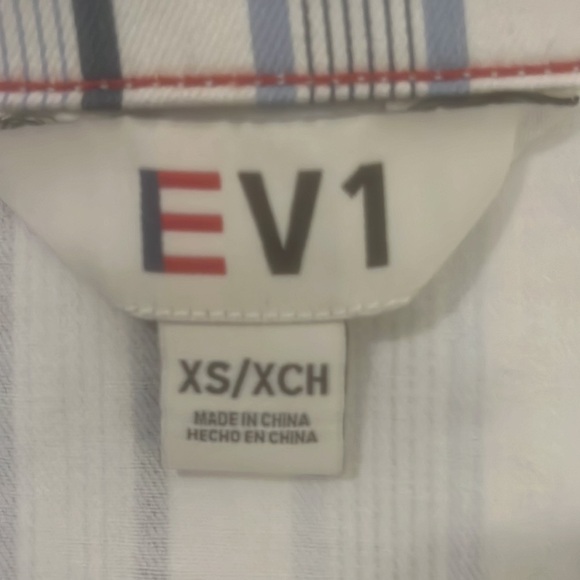 EV1
XS/XCH
MADE IN CHINA
HECHO EN CHINA